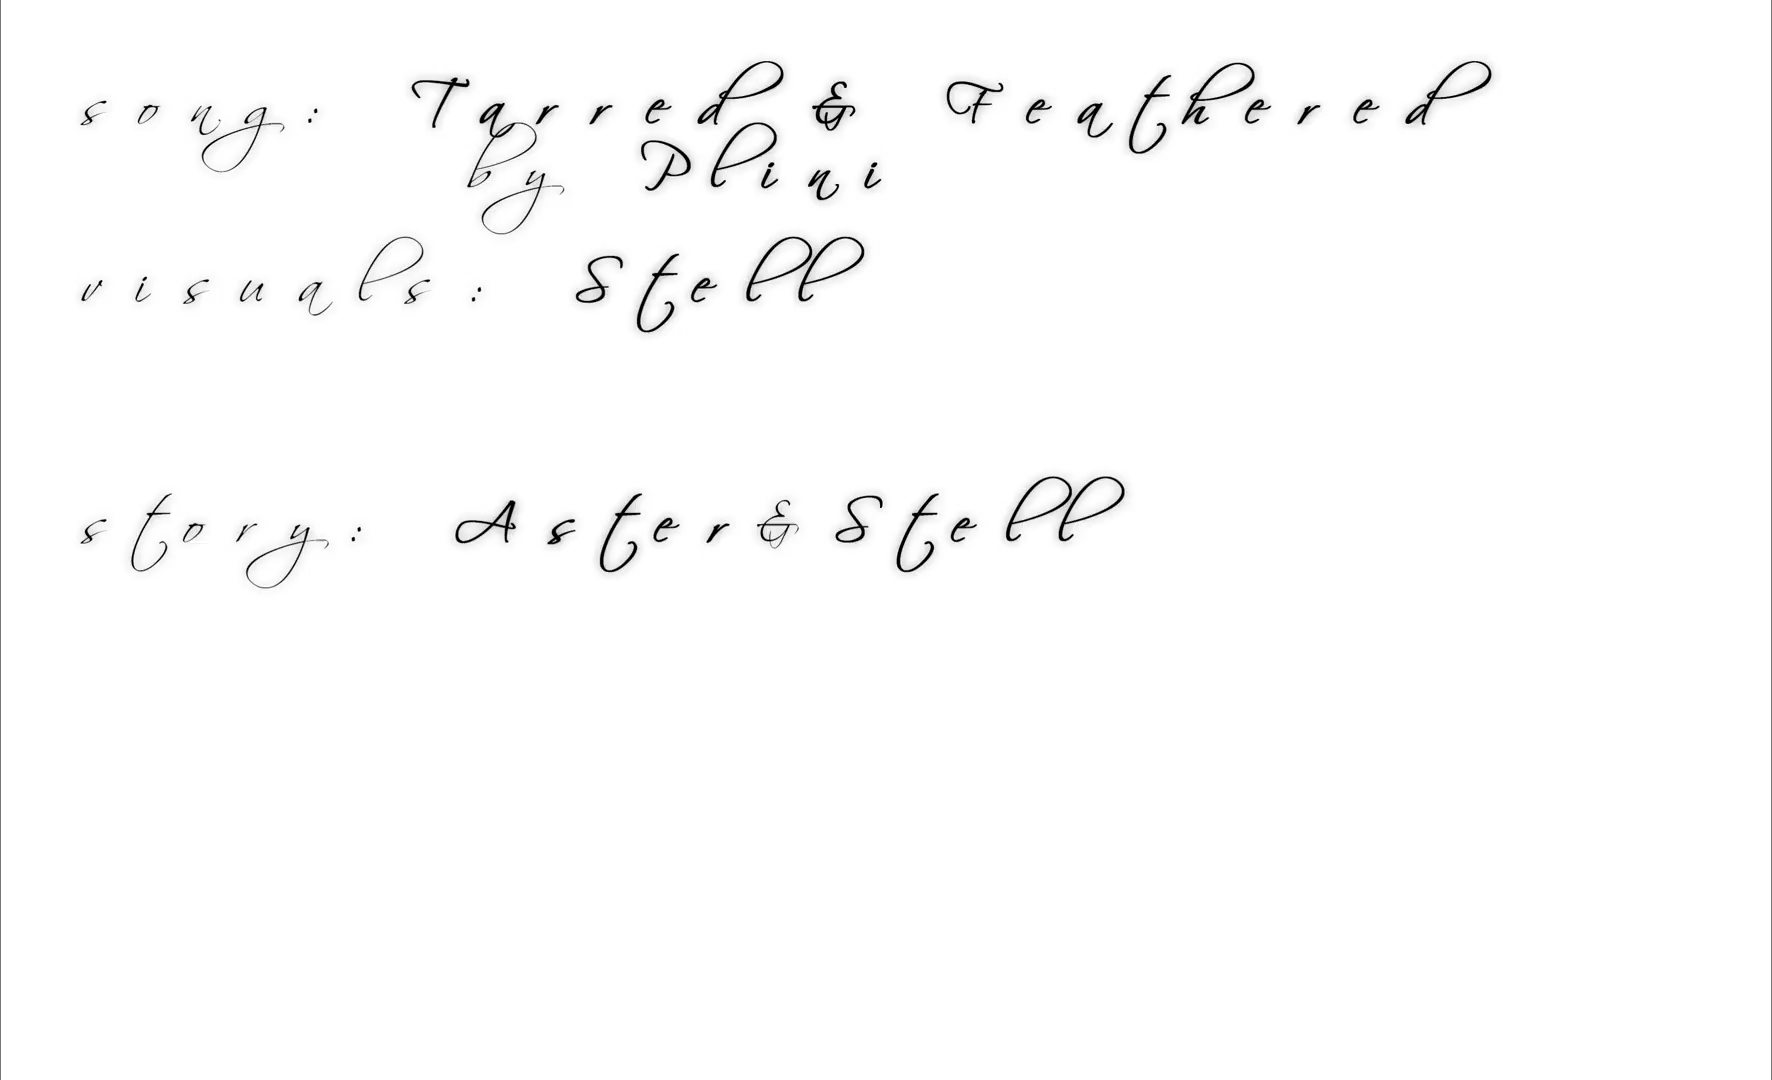 song: Tarred & Feathered
by Plini
visuals: Stell
story: Aster & Stell